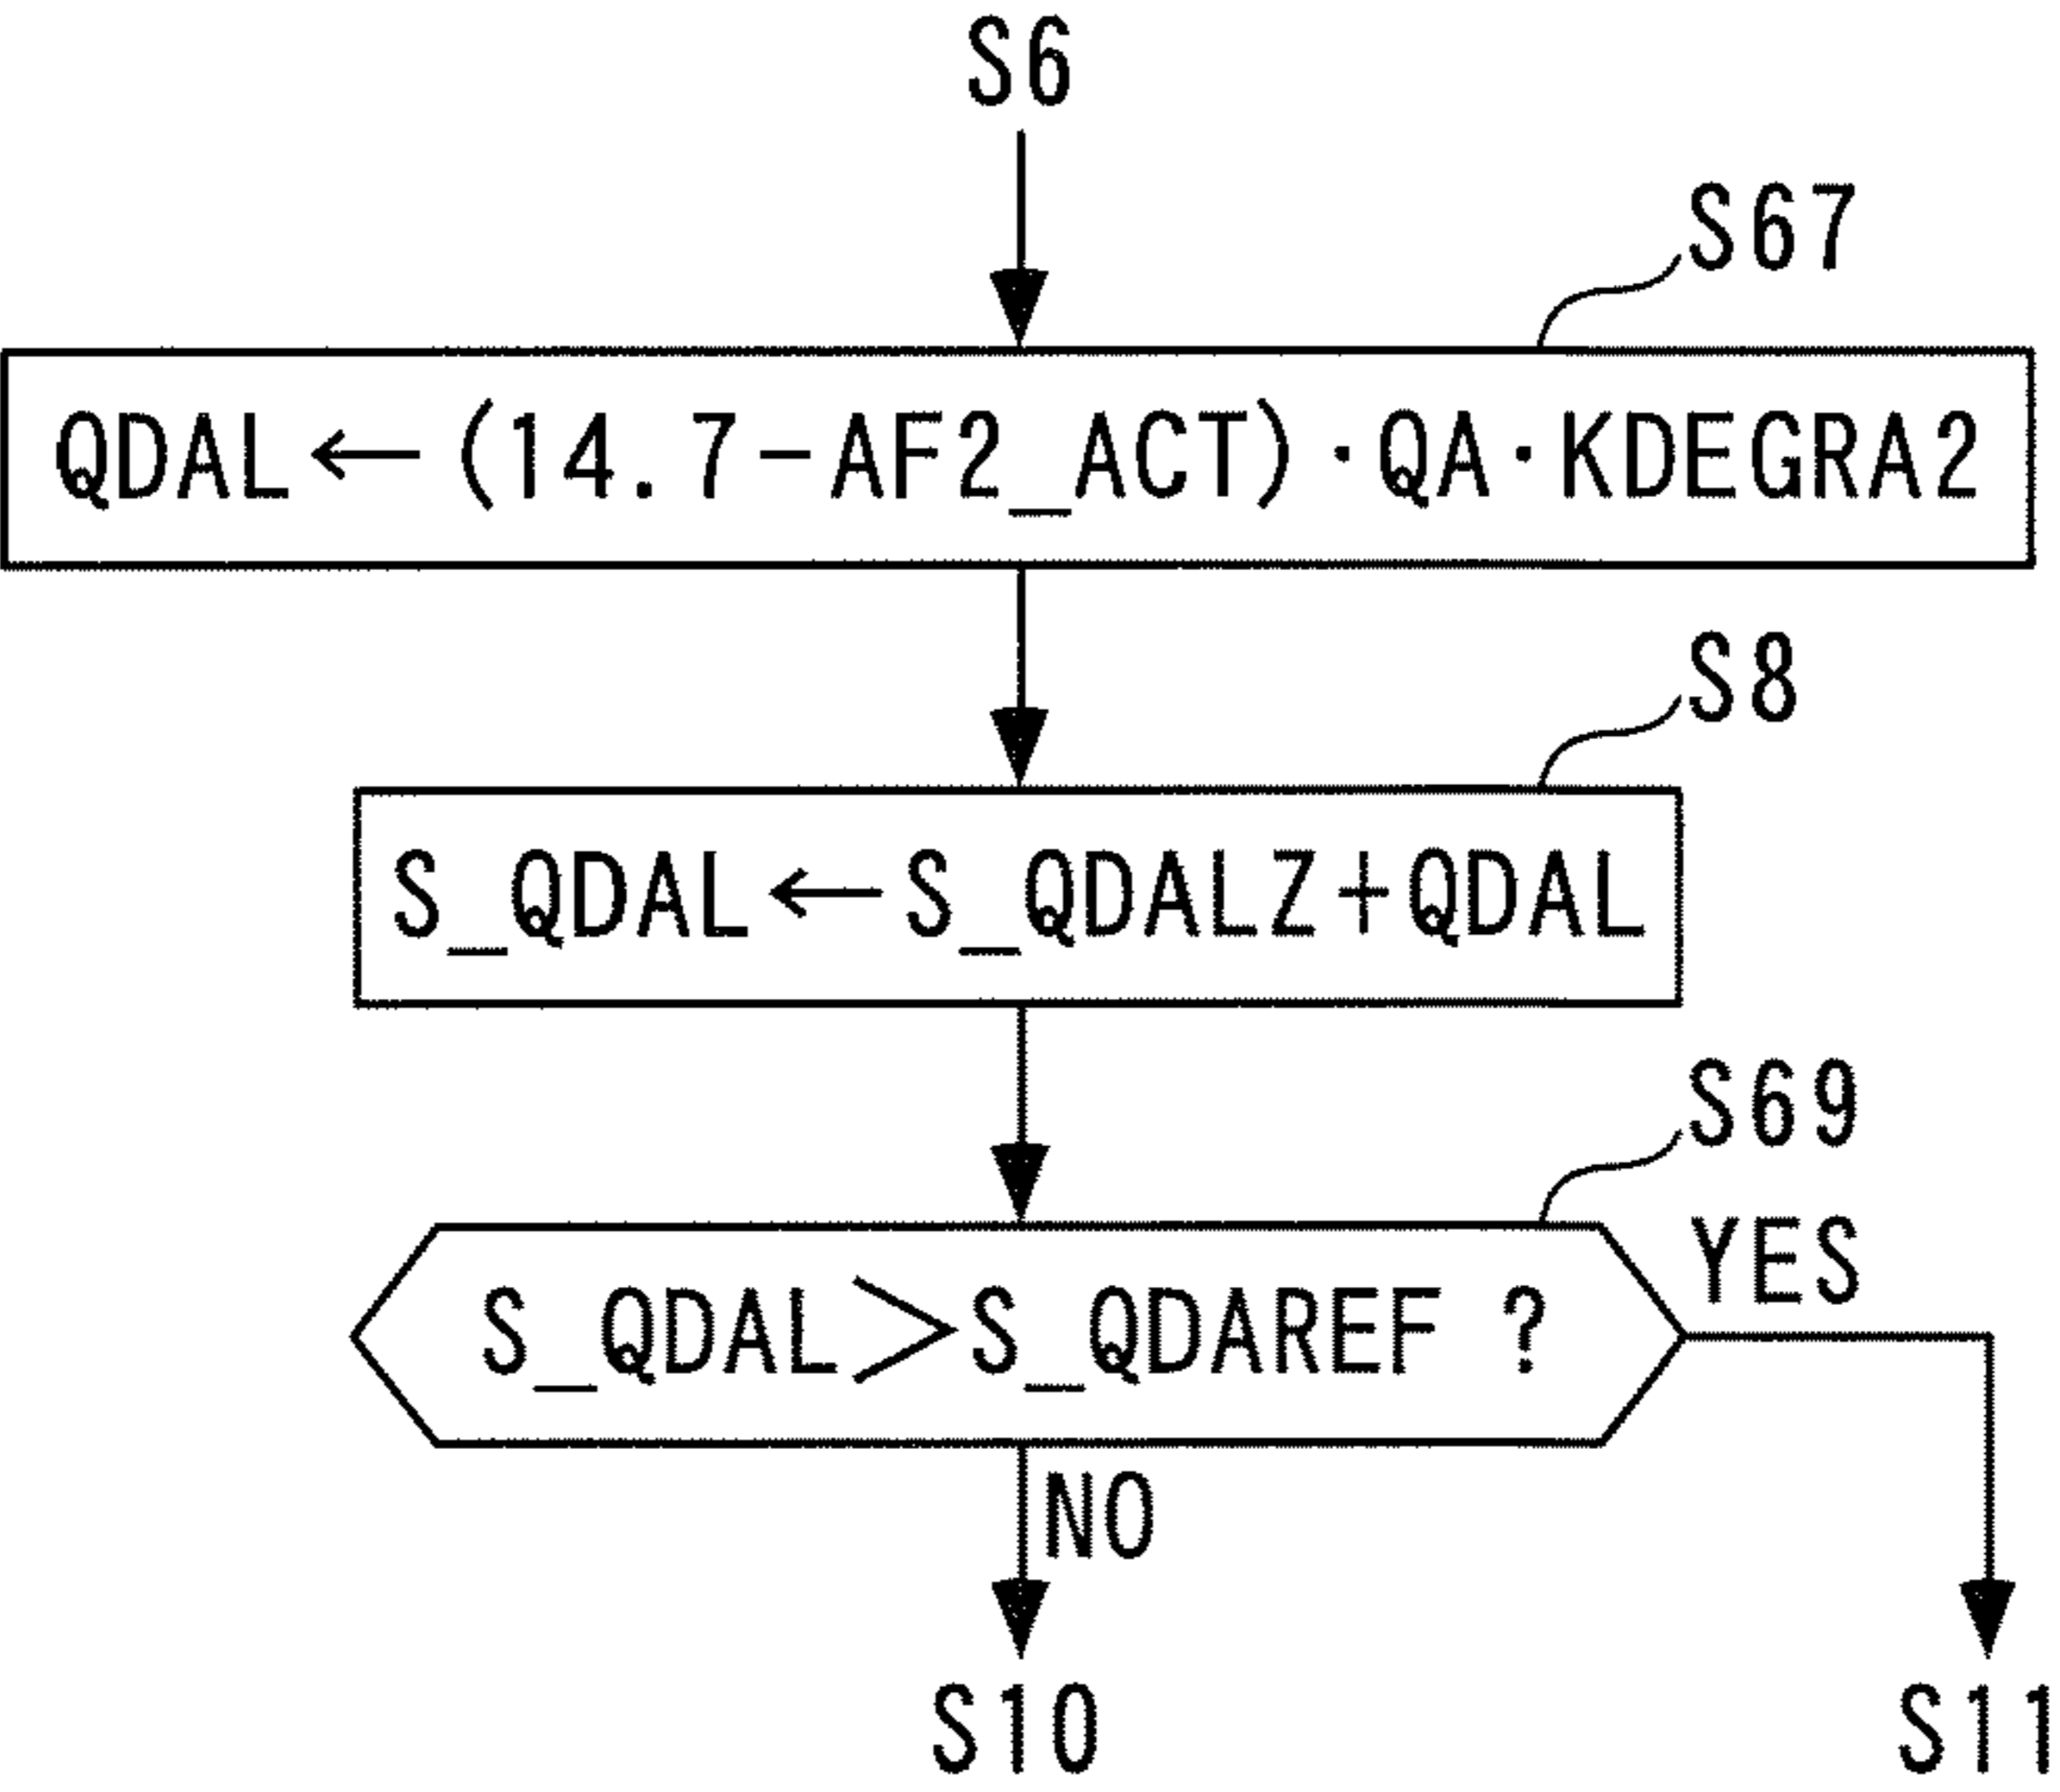 S6
S67
QDAL←(14.7-AF2_ACT)·QA·KDEGRA2
S8
S_QDAL←S_QDALZ+QDAL
S69
YES
S_QDAL>S_QDAREF ?
NO
S10
S11